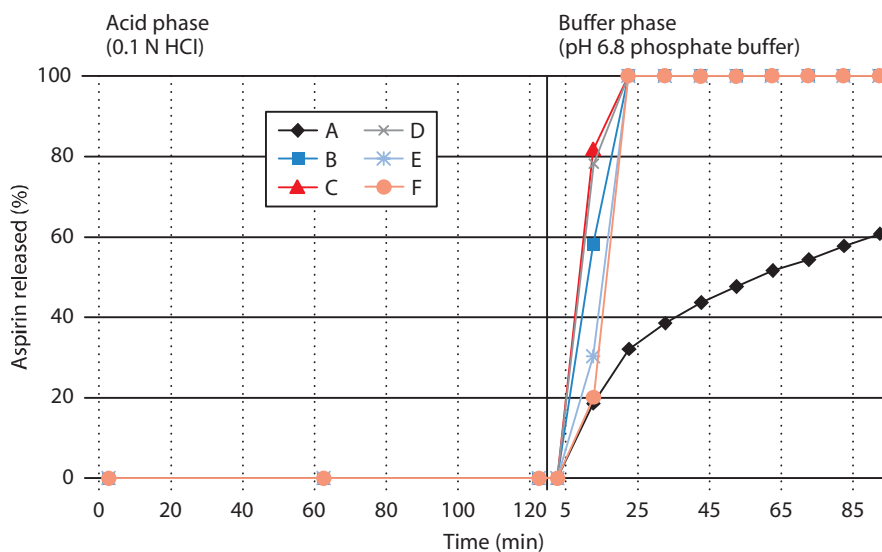 Acid phase
(0.1 N HCl)
Buffer phase
(pH 6.8 phosphate buffer)
Aspirin released (%)
100
80
60
40
20
0
A
D
B
E
C
F
0 20 40 60 80 100 120 5 25 45 65 85
Time (min)